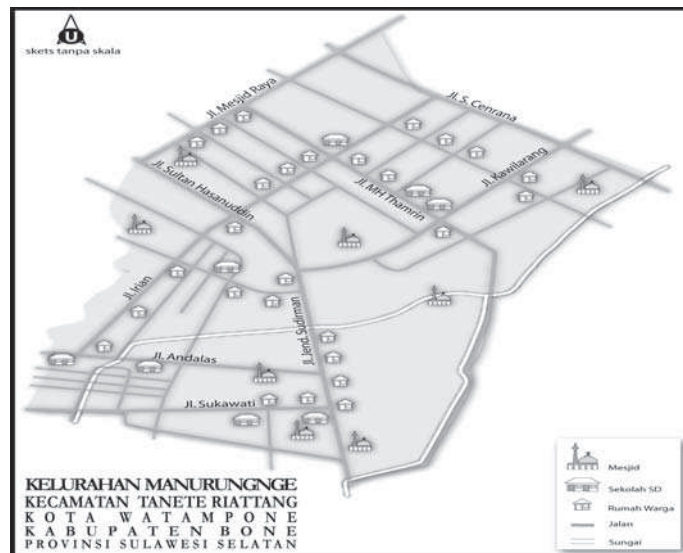 U
skets tanpa skala
Jl. Mesjid Raya
Jl. S. Cenrana
Jl. Sultan Hasanuddin
Jl. MH Thamrin
Jl. Kawilarang
Jl. Irian
Jl. Jend. Sudirman
Jl. Andalas
Jl. Sukawati
KELURAHAN MANURUNGNGE
KECAMATAN TANETE RIATTANG
KOTA WATAMPONE
KABUPATEN BONE
PROVINSI SULAWESI SELATAN
Mesjid
Sekolah SD
Rumah Warga
Jalan
Sungai